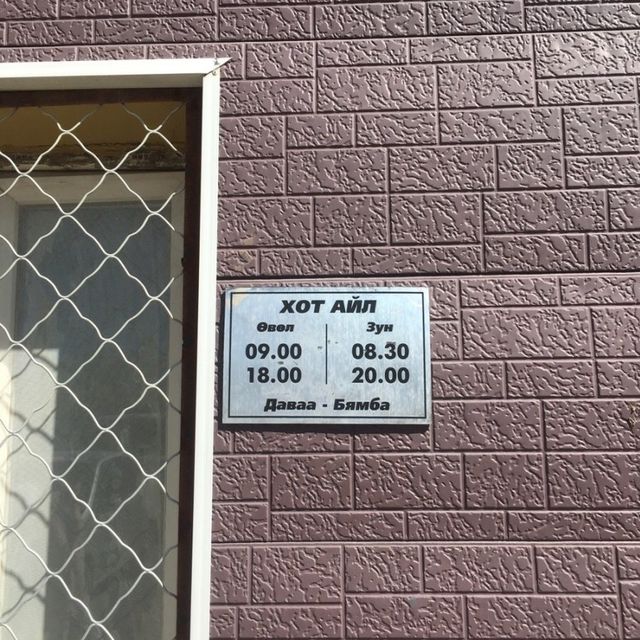 ХОТ АЙЛ
Өвөл Зун
09.00 08.30
18.00 20.00
Даваа - Бямба